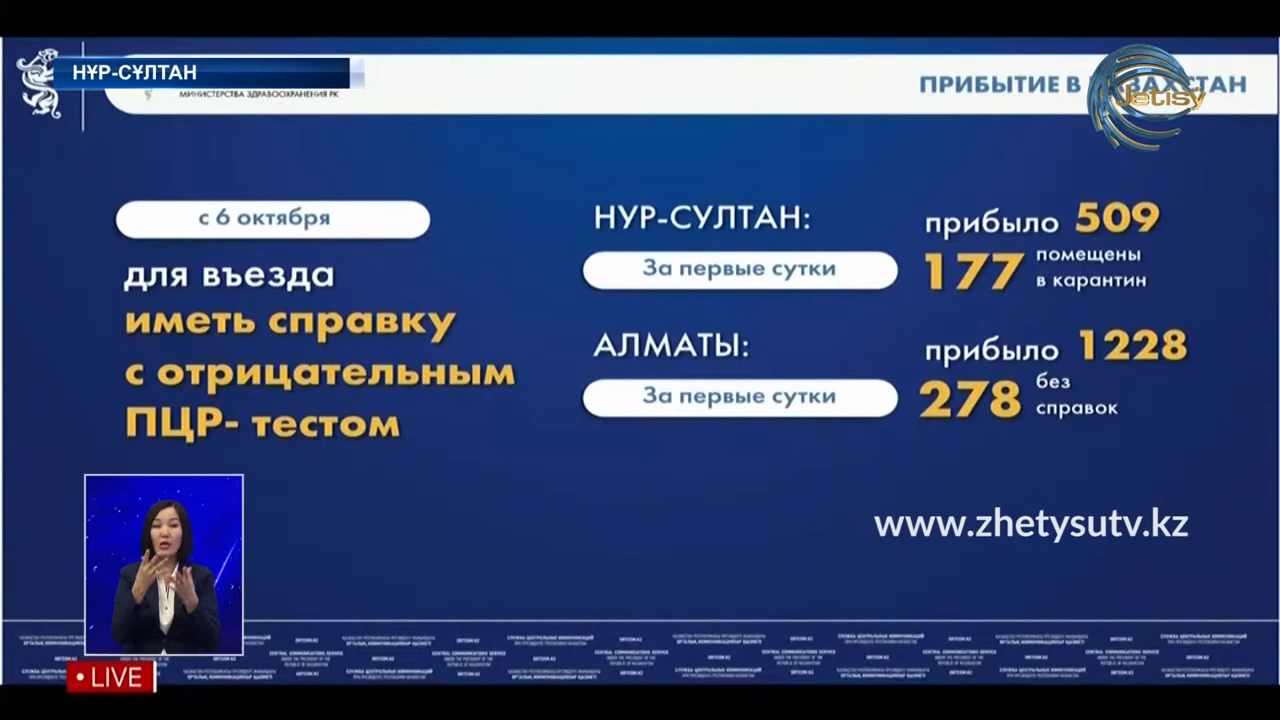 НҰР-СҰЛТАН
МИНИСТЕРСТВА ЗДРАВООХРАНЕНИЯ РК
ПРИБЫТИЕ В КАЗАХСТАН
Jetisý
с 6 октября
для въезда
иметь справку
с отрицательным
ПЦР- тестом
НУР-СУЛТАН:
прибыло 509
За первые сутки
177 помещены
в карантин
АЛМАТЫ:
прибыло 1228
За первые сутки
278 без
справок
www.zhetysutv.kz
• LIVE